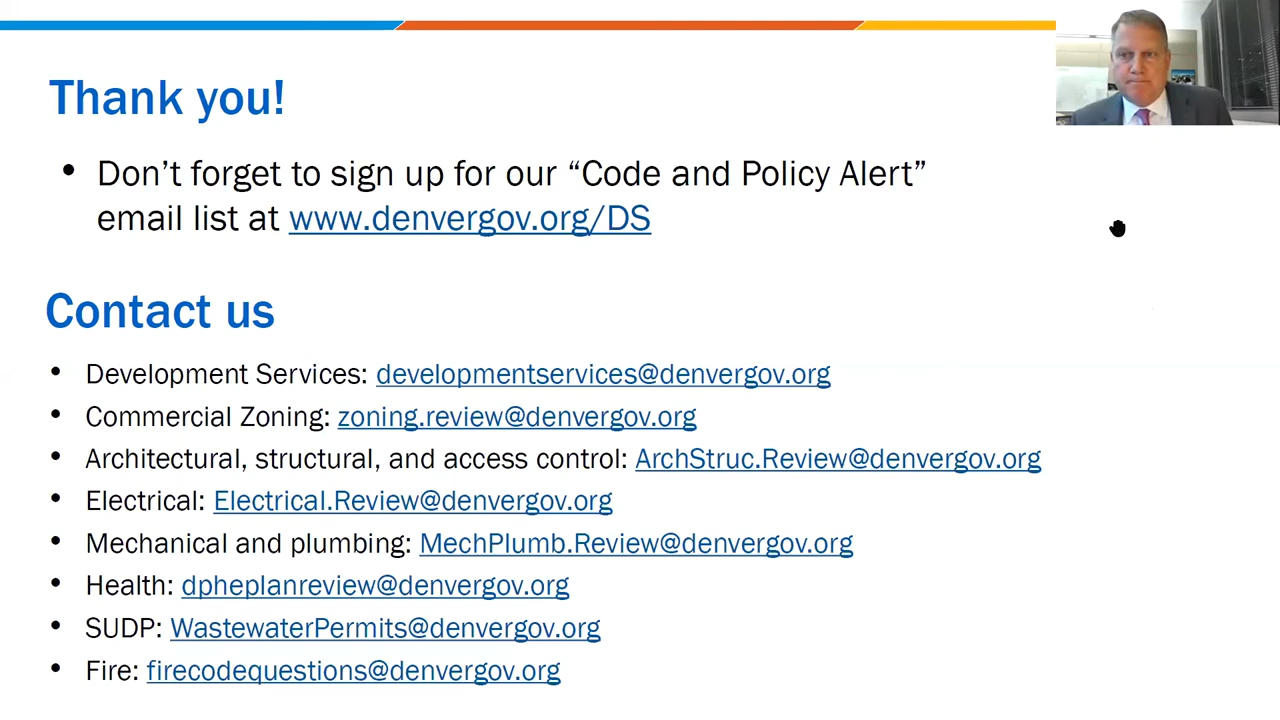 Thank you!
• Don’t forget to sign up for our “Code and Policy Alert”
email list at www.denvergov.org/DS
Contact us
• Development Services: developmentservices@denvergov.org
• Commercial Zoning: zoning.review@denvergov.org
• Architectural, structural, and access control: ArchStruc.Review@denvergov.org
• Electrical: Electrical.Review@denvergov.org
• Mechanical and plumbing: MechPlumb.Review@denvergov.org
• Health: dpheplanreview@denvergov.org
• SUDP: WastewaterPermits@denvergov.org
• Fire: firecodequestions@denvergov.org